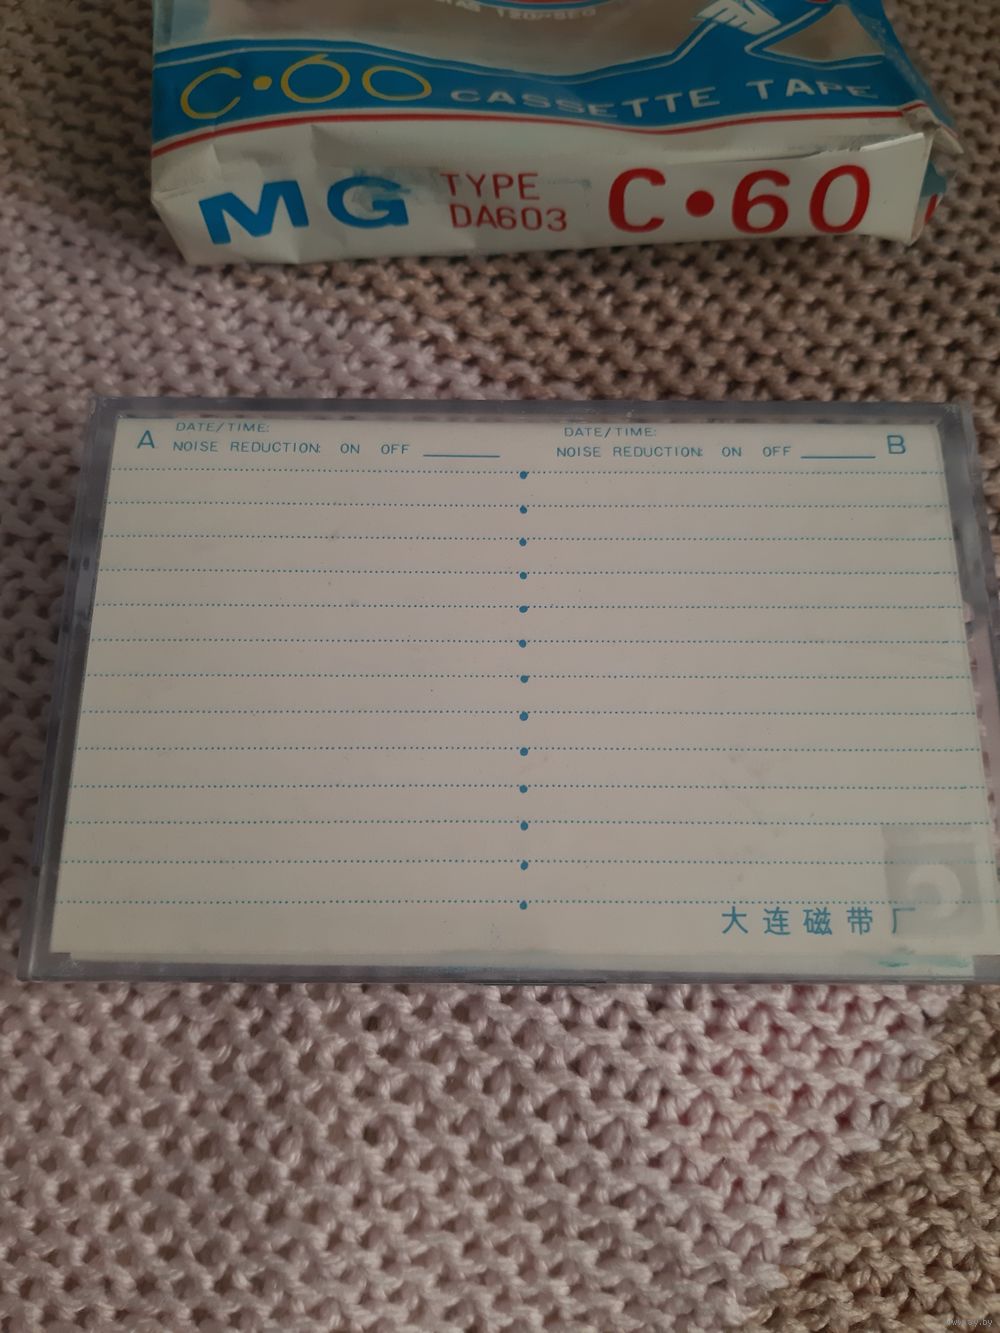 C•60 CASSETTE TAPE
MG TYPE DA603 C•60
A DATE/TIME:
NOISE REDUCTION: ON OFF
DATE/TIME: B
NOISE REDUCTION: ON OFF
大连磁带厂